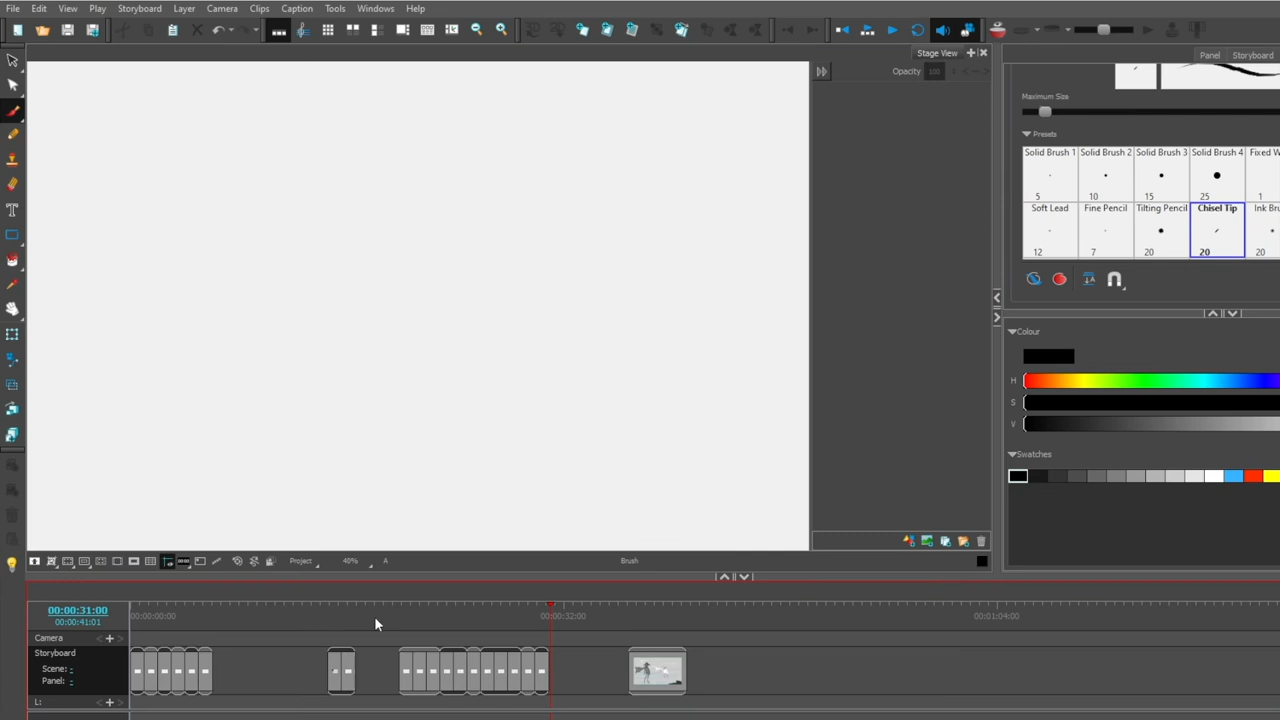 File Edit View Play Storyboard Layer Camera Clips Caption Tools Windows Help
Stage View
Panel Storyboard
Opacity 100
Maximum Size
Presets
Solid Brush 1 Solid Brush 2 Solid Brush 3 Solid Brush 4 Fixed W
5 10 15 25 1
Soft Lead Fine Pencil Tilting Pencil Chisel Tip Ink Bru
12 7 20 20 20
Colour
H
S
V
Swatches
Project 40% A Brush
00:00:31:00
00:00:41:01
00:00:00:00 00:00:32:00 00:01:04:00
Camera
Storyboard
Scene: -
Panel: -
L: